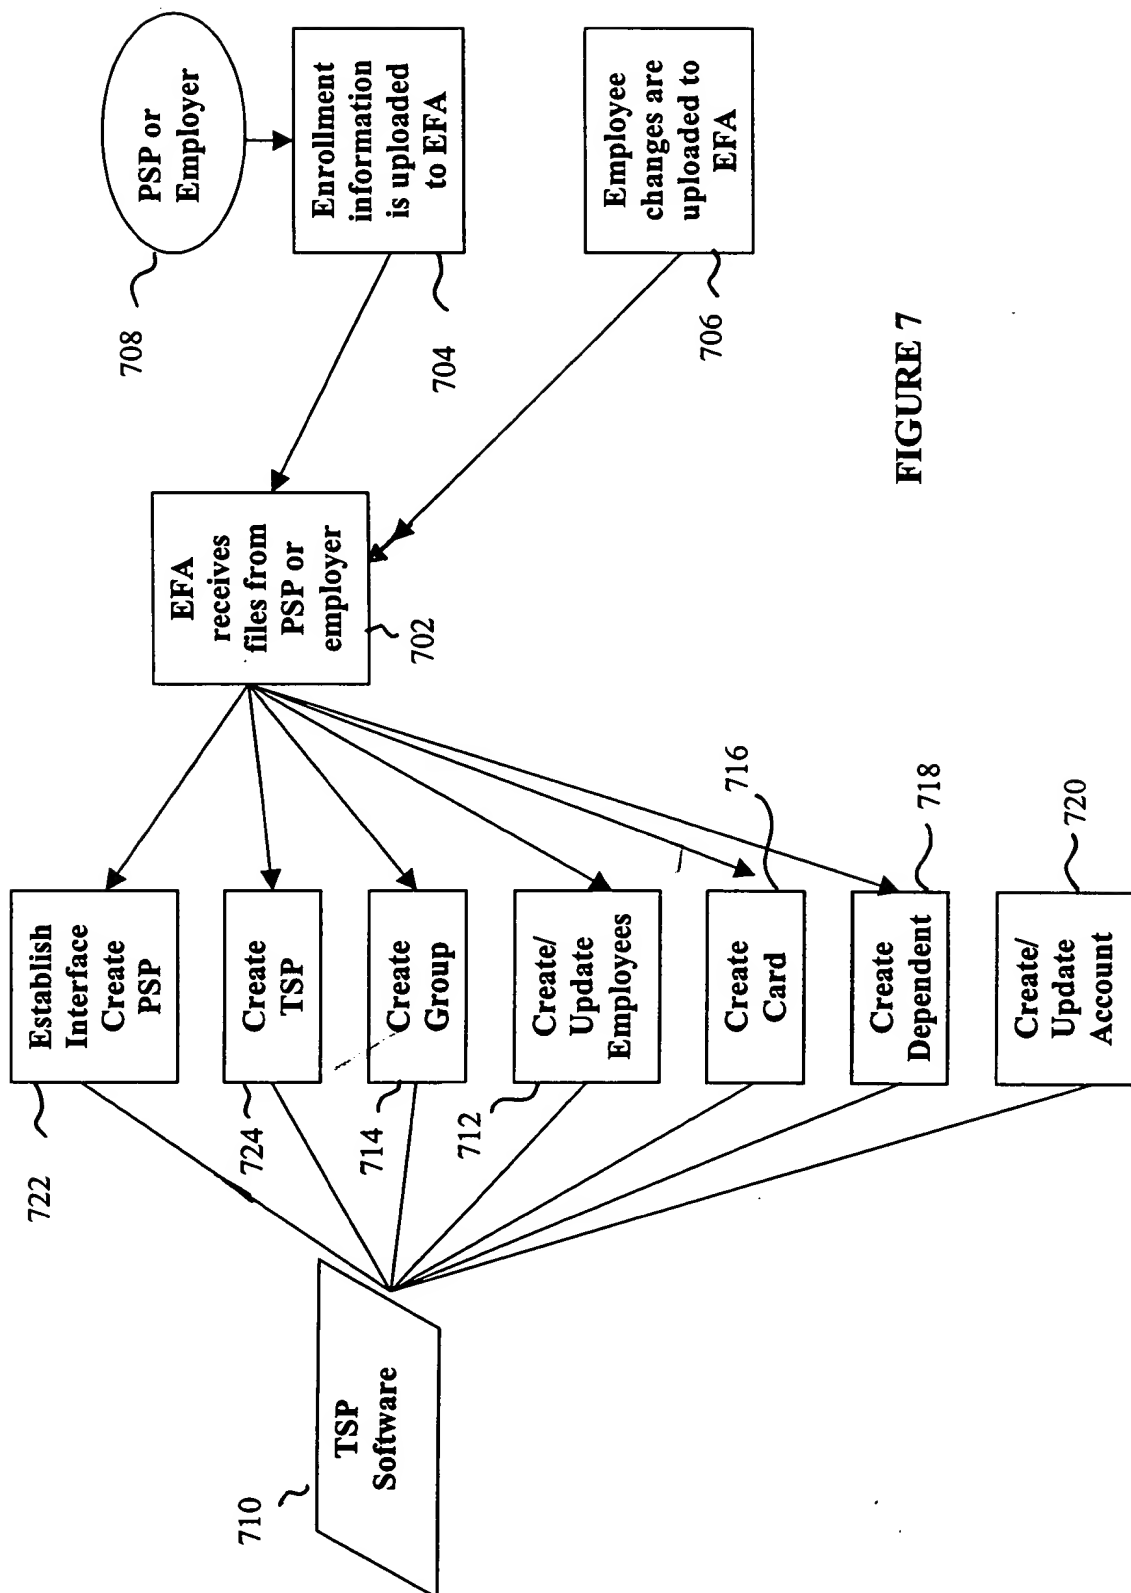 PSP or
Employer
708
Enrollment
information
is uploaded
to EFA
704
Employee
changes are
uploaded to
EFA
706
EFA
receives
files from
PSP or
employer
702
Establish
Interface
Create
PSP
722
Create
TSP
724
Create
Group
714
Create/
Update
Employees
712
Create
Card
716
Create
Dependent
718
Create/
Update
Account
720
TSP
Software
710
FIGURE 7